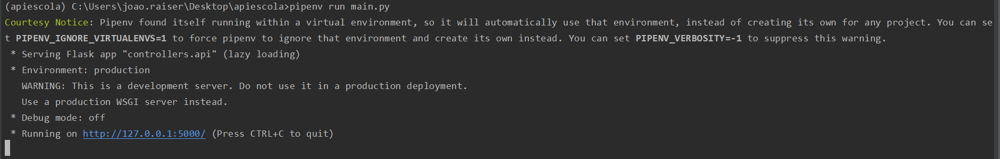 (apiescola) C:\Users\joao.raiser\Desktop\apiescola>pipenv run main.py
Courtesy Notice: Pipenv found itself running within a virtual environment, so it will automatically use that environment, instead of creating its own for any project. You can se
t PIPENV_IGNORE_VIRTUALENVS=1 to force pipenv to ignore that environment and create its own instead. You can set PIPENV_VERBOSITY=-1 to suppress this warning.
 * Serving Flask app "controllers.api" (lazy loading)
 * Environment: production
   WARNING: This is a development server. Do not use it in a production deployment.
   Use a production WSGI server instead.
 * Debug mode: off
 * Running on http://127.0.0.1:5000/ (Press CTRL+C to quit)